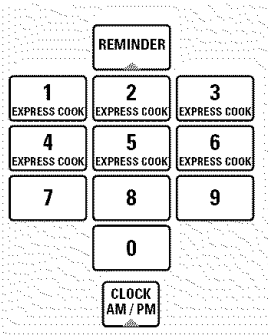 REMINDER
1 2 3
EXPRESS COOK EXPRESS COOK EXPRESS COOK
4 5 6
EXPRESS COOK EXPRESS COOK EXPRESS COOK
7 8 9
0
CLOCK
AM / PM